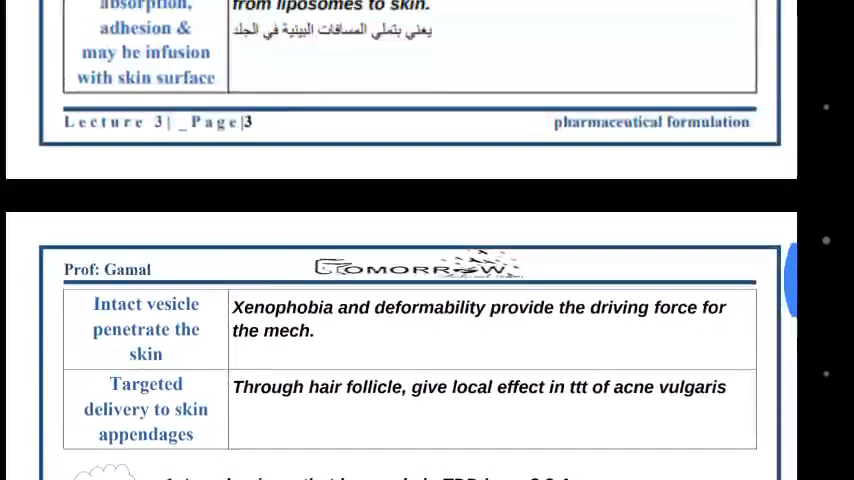 absorption,
from liposomes to skin.
adhesion &
يعني بتملي المسافات البينية في الجلد
may be infusion
with skin surface
Lecture 3| _Page|3
pharmaceutical formulation
Prof: Gamal
TOMORROW
Intact vesicle
penetrate the
skin
Xenophobia and deformability provide the driving force for
the mech.
Targeted
delivery to skin
appendages
Through hair follicle, give local effect in ttt of acne vulgaris